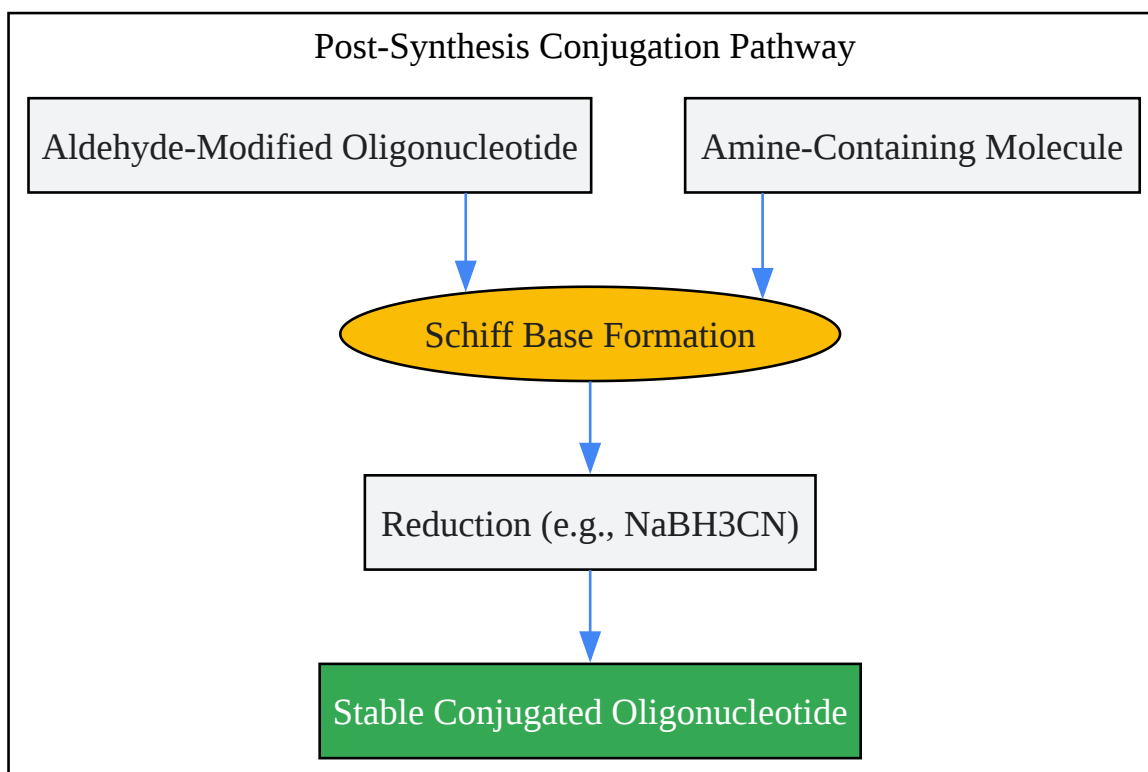 Post-Synthesis Conjugation Pathway
Aldehyde-Modified Oligonucleotide
Amine-Containing Molecule
Schiff Base Formation
Reduction (e.g., NaBH3CN)
Stable Conjugated Oligonucleotide